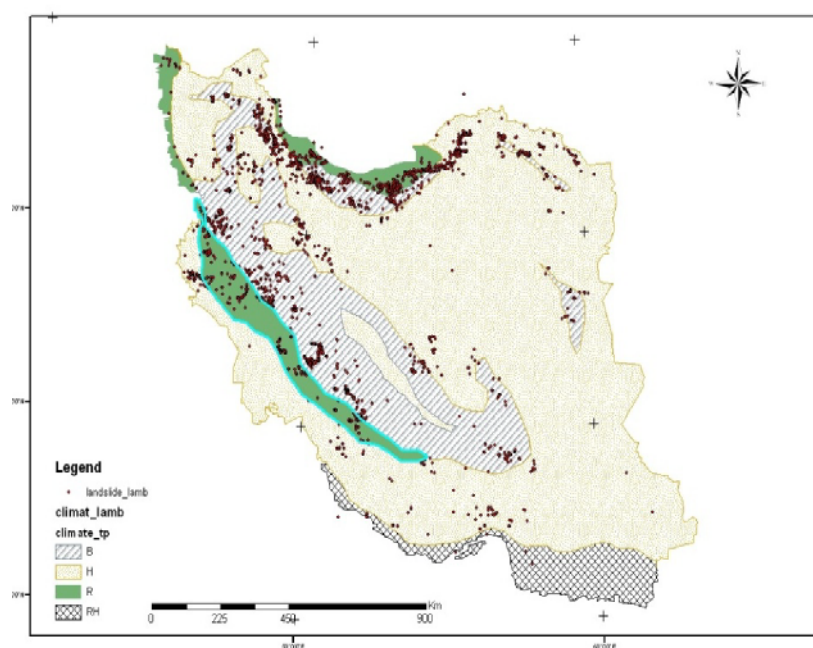 N
Legend
landslide_lamb
climat_lamb
climate_tp
B
H
R
RH
Km
0 225 450 900